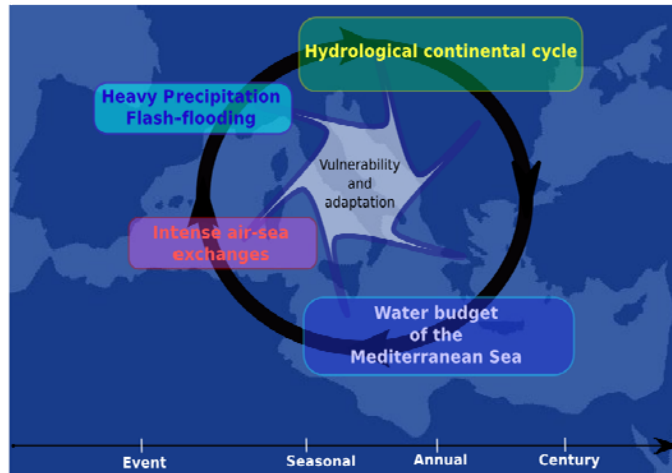 Hydrological continental cycle
Heavy Precipitation
Flash-flooding
Vulnerability
and
adaptation
Intense air-sea
exchanges
Water budget
of the
Mediterranean Sea
Event
Seasonal
Annual
Century